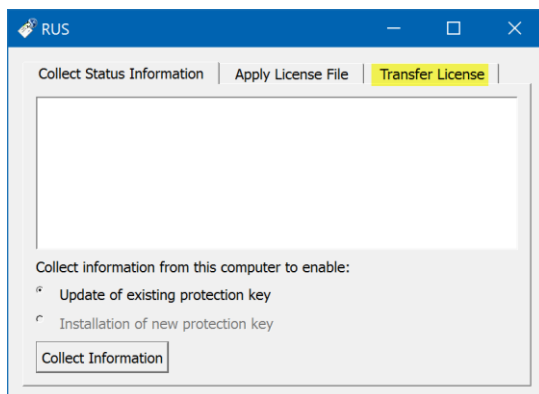 RUS
Collect Status Information Apply License File Transfer License
Collect information from this computer to enable:
Update of existing protection key
Installation of new protection key
Collect Information